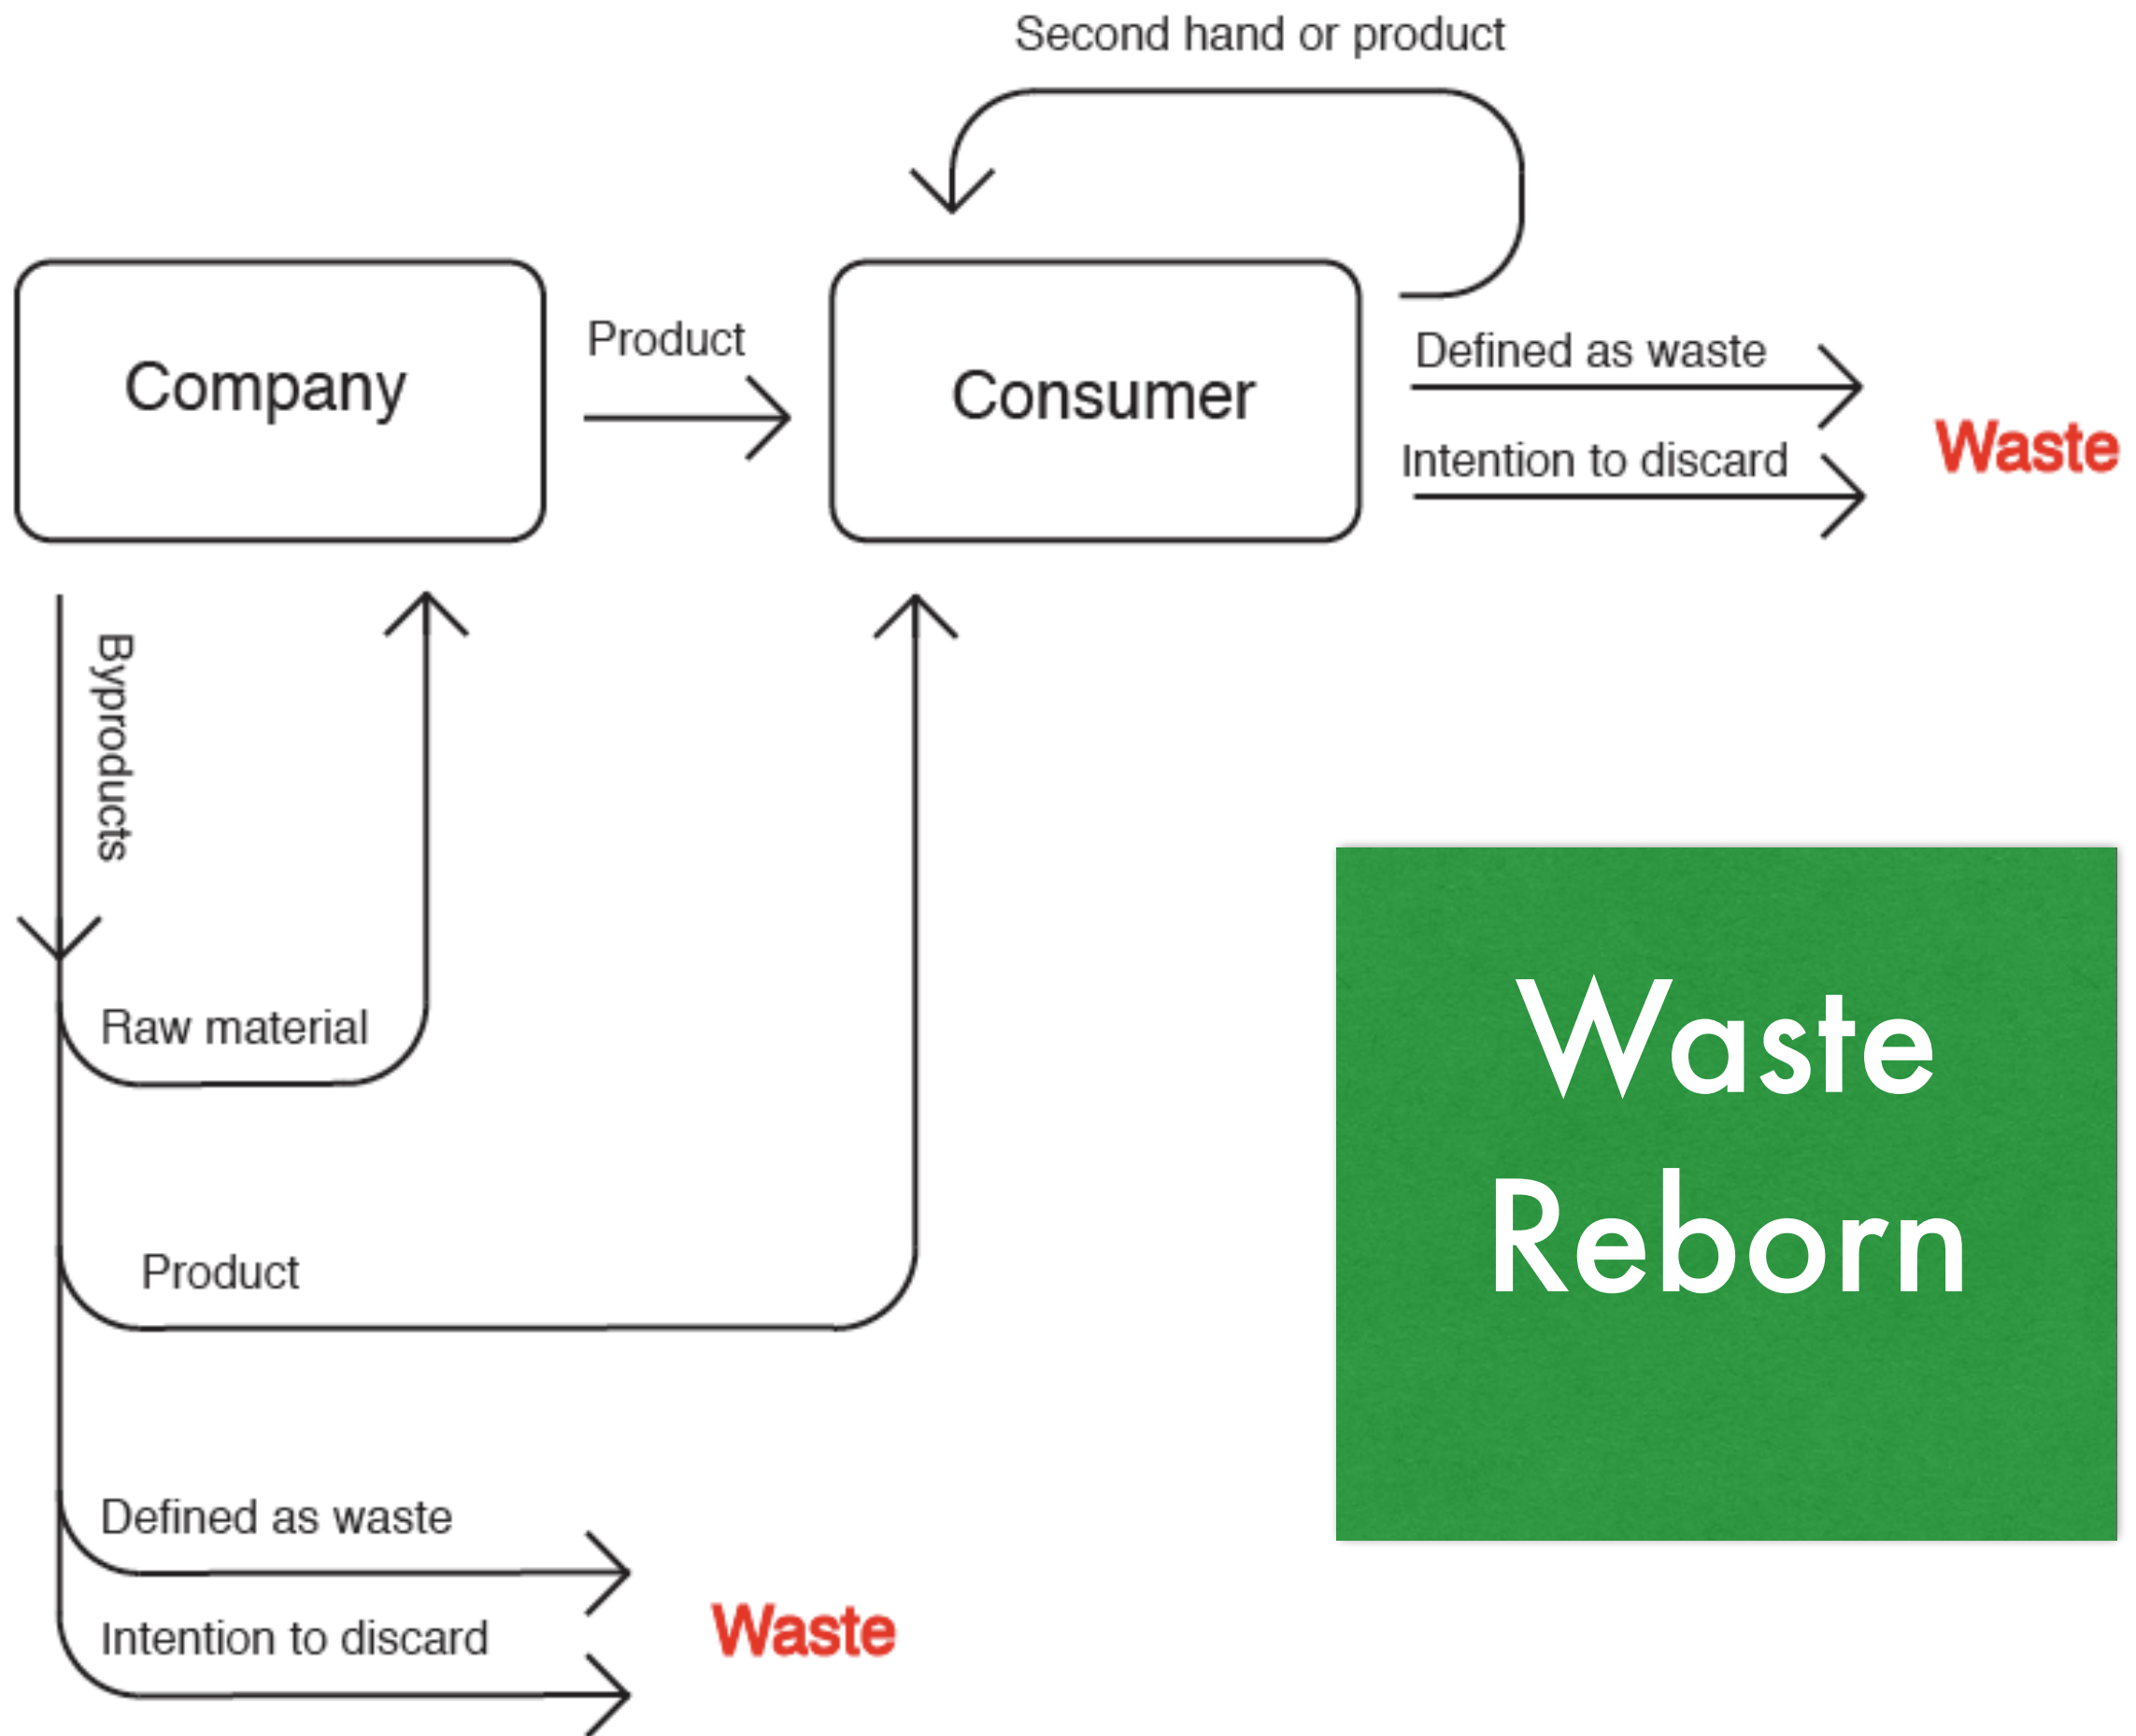 Second hand or product
Company
Product
Consumer
Defined as waste
Intention to discard
Waste
Byproducts
Raw material
Product
Defined as waste
Intention to discard
Waste
Waste
Reborn